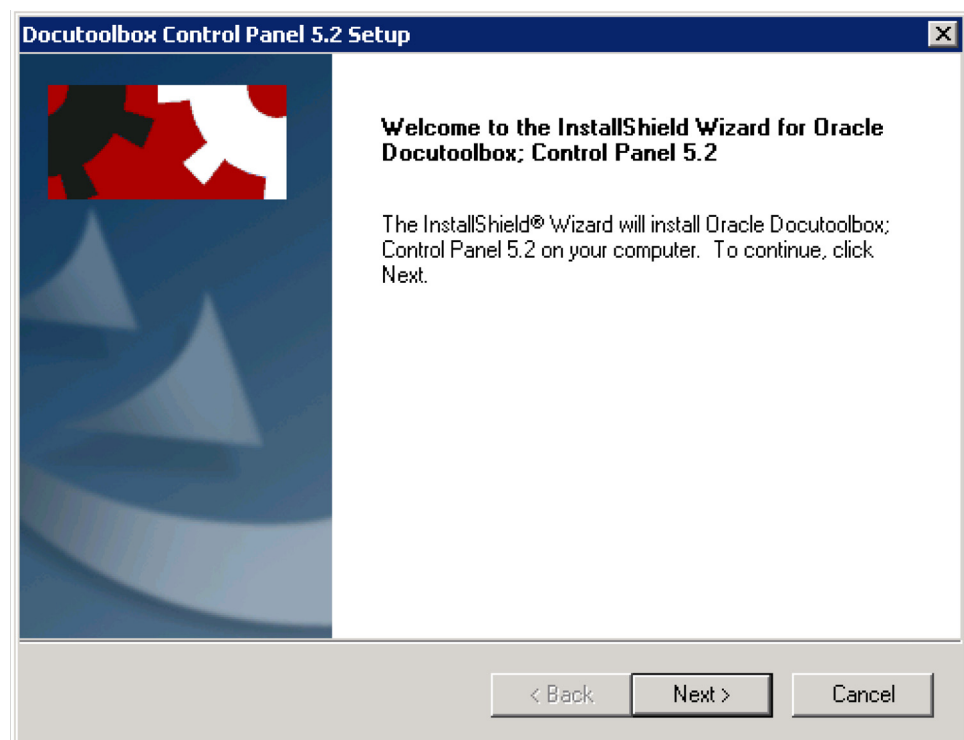 Docutoolbox Control Panel 5.2 Setup
Welcome to the InstallShield Wizard for Oracle
Docutoolbox; Control Panel 5.2
The InstallShield® Wizard will install Oracle Docutoolbox;
Control Panel 5.2 on your computer. To continue, click
Next.
< Back
Next >
Cancel